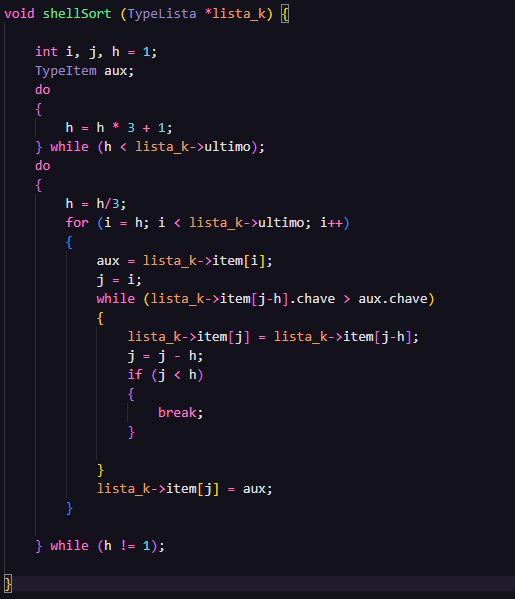 void shellSort (TypeLista *lista_k) {
int i, j, h = 1;
TypeItem aux;
do
{
h = h * 3 + 1;
} while (h < lista_k->ultimo);
do
{
h = h/3;
for (i = h; i < lista_k->ultimo; i++)
{
aux = lista_k->item[i];
j = i;
while (lista_k->item[j-h].chave > aux.chave)
{
lista_k->item[j] = lista_k->item[j-h];
j = j - h;
if (j < h)
{
break;
}
}
lista_k->item[j] = aux;
}
} while (h != 1);
}